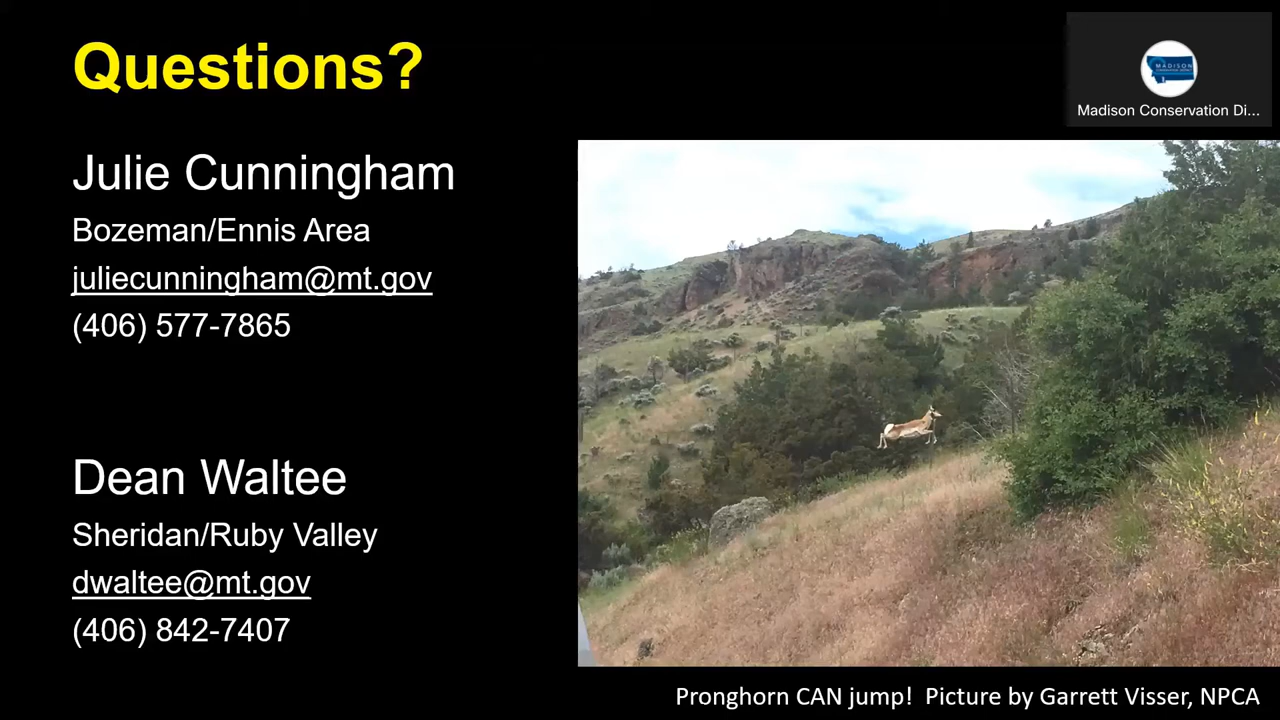 Questions?
MADISON
Madison Conservation Di...
Julie Cunningham
Bozeman/Ennis Area
juliecunningham@mt.gov
(406) 577-7865
Dean Waltee
Sheridan/Ruby Valley
dwaltee@mt.gov
(406) 842-7407
Pronghorn CAN jump!  Picture by Garrett Visser, NPCA